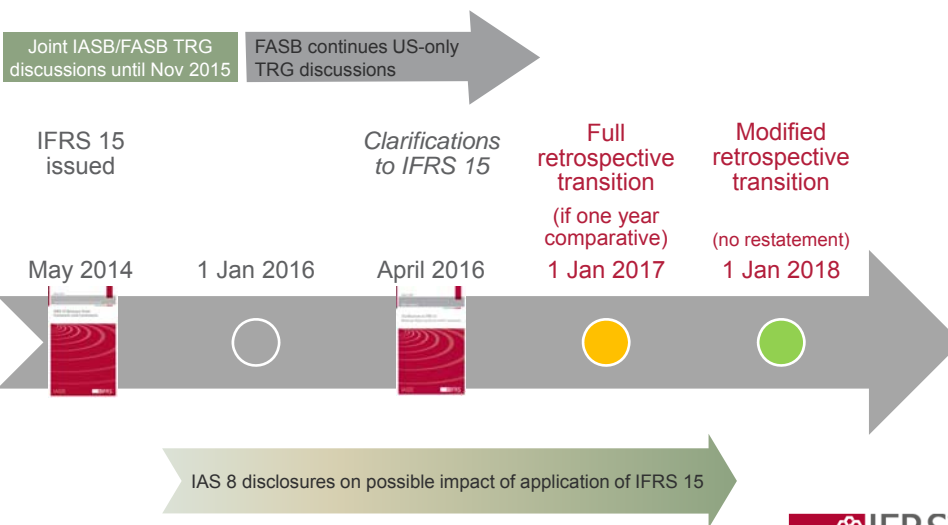 Joint IASB/FASB TRG
discussions until Nov 2015
FASB continues US-only
TRG discussions
IFRS 15
issued
Clarifications
to IFRS 15
Full
retrospective
transition
(if one year
comparative)
Modified
retrospective
transition
(no restatement)
May 2014
1 Jan 2016
April 2016
1 Jan 2017
1 Jan 2018
IAS 8 disclosures on possible impact of application of IFRS 15
IFRS